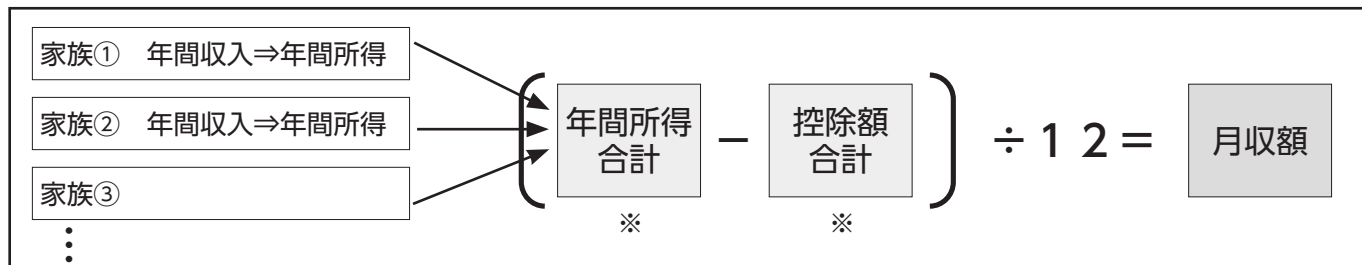 家族① 年間収入⇒年間所得
家族② 年間収入⇒年間所得
家族③
⋮
( 年間所得
合計 − 控除額
合計 ) ÷１２＝ 月収額
※ ※